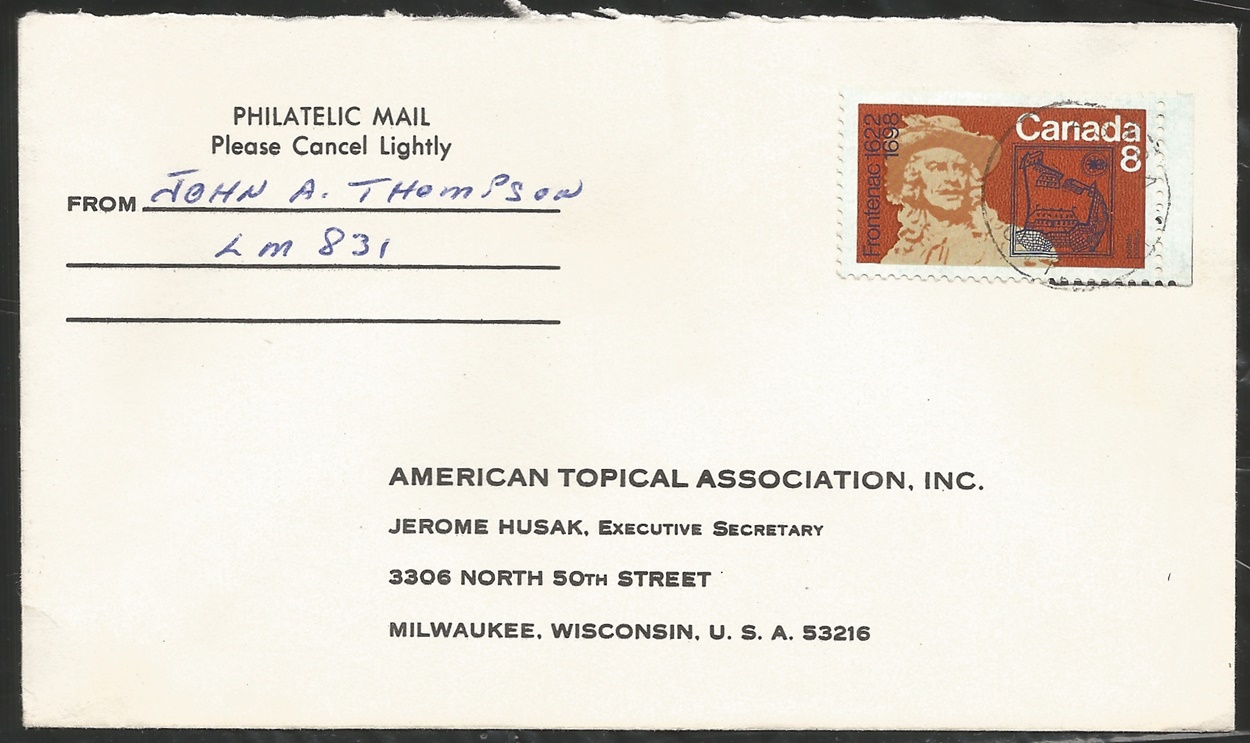 PHILATELIC MAIL
Please Cancel Lightly
FROM JOHN A. THOMPSON
LM 831
Frontenac 1622
1698
Canada
8
AMERICAN TOPICAL ASSOCIATION, INC.
JEROME HUSAK, EXECUTIVE SECRETARY
3306 NORTH 50TH STREET
MILWAUKEE, WISCONSIN, U. S. A. 53216